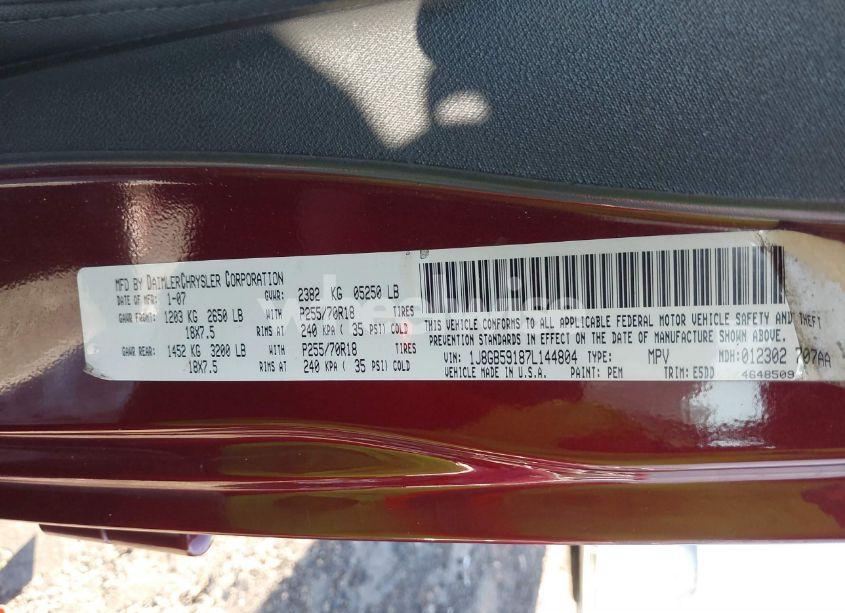 MFD BY DAIMLERCHRYSLER CORPORATION
DATE OF MFR: 1-07 GVWR: 2382 KG 05250 LB
GAWR FRONT: 1203 KG 2650 LB WITH P255/70R18 TIRES
18X7.5 RIMS AT 240 KPA ( 35 PSI) COLD
GAWR REAR: 1452 KG 3200 LB WITH P255/70R18 TIRES
18X7.5 RIMS AT 240 KPA ( 35 PSI) COLD
THIS VEHICLE CONFORMS TO ALL APPLICABLE FEDERAL MOTOR VEHICLE SAFETY AND THEFT
PREVENTION STANDARDS IN EFFECT ON THE DATE OF MANUFACTURE SHOWN ABOVE.
VIN: 1J8GB59187L144804 TYPE: MPV MDH: 012302 707AA
VEHICLE MADE IN U.S.A. PAINT: PEM TRIM: E5DD 4648509